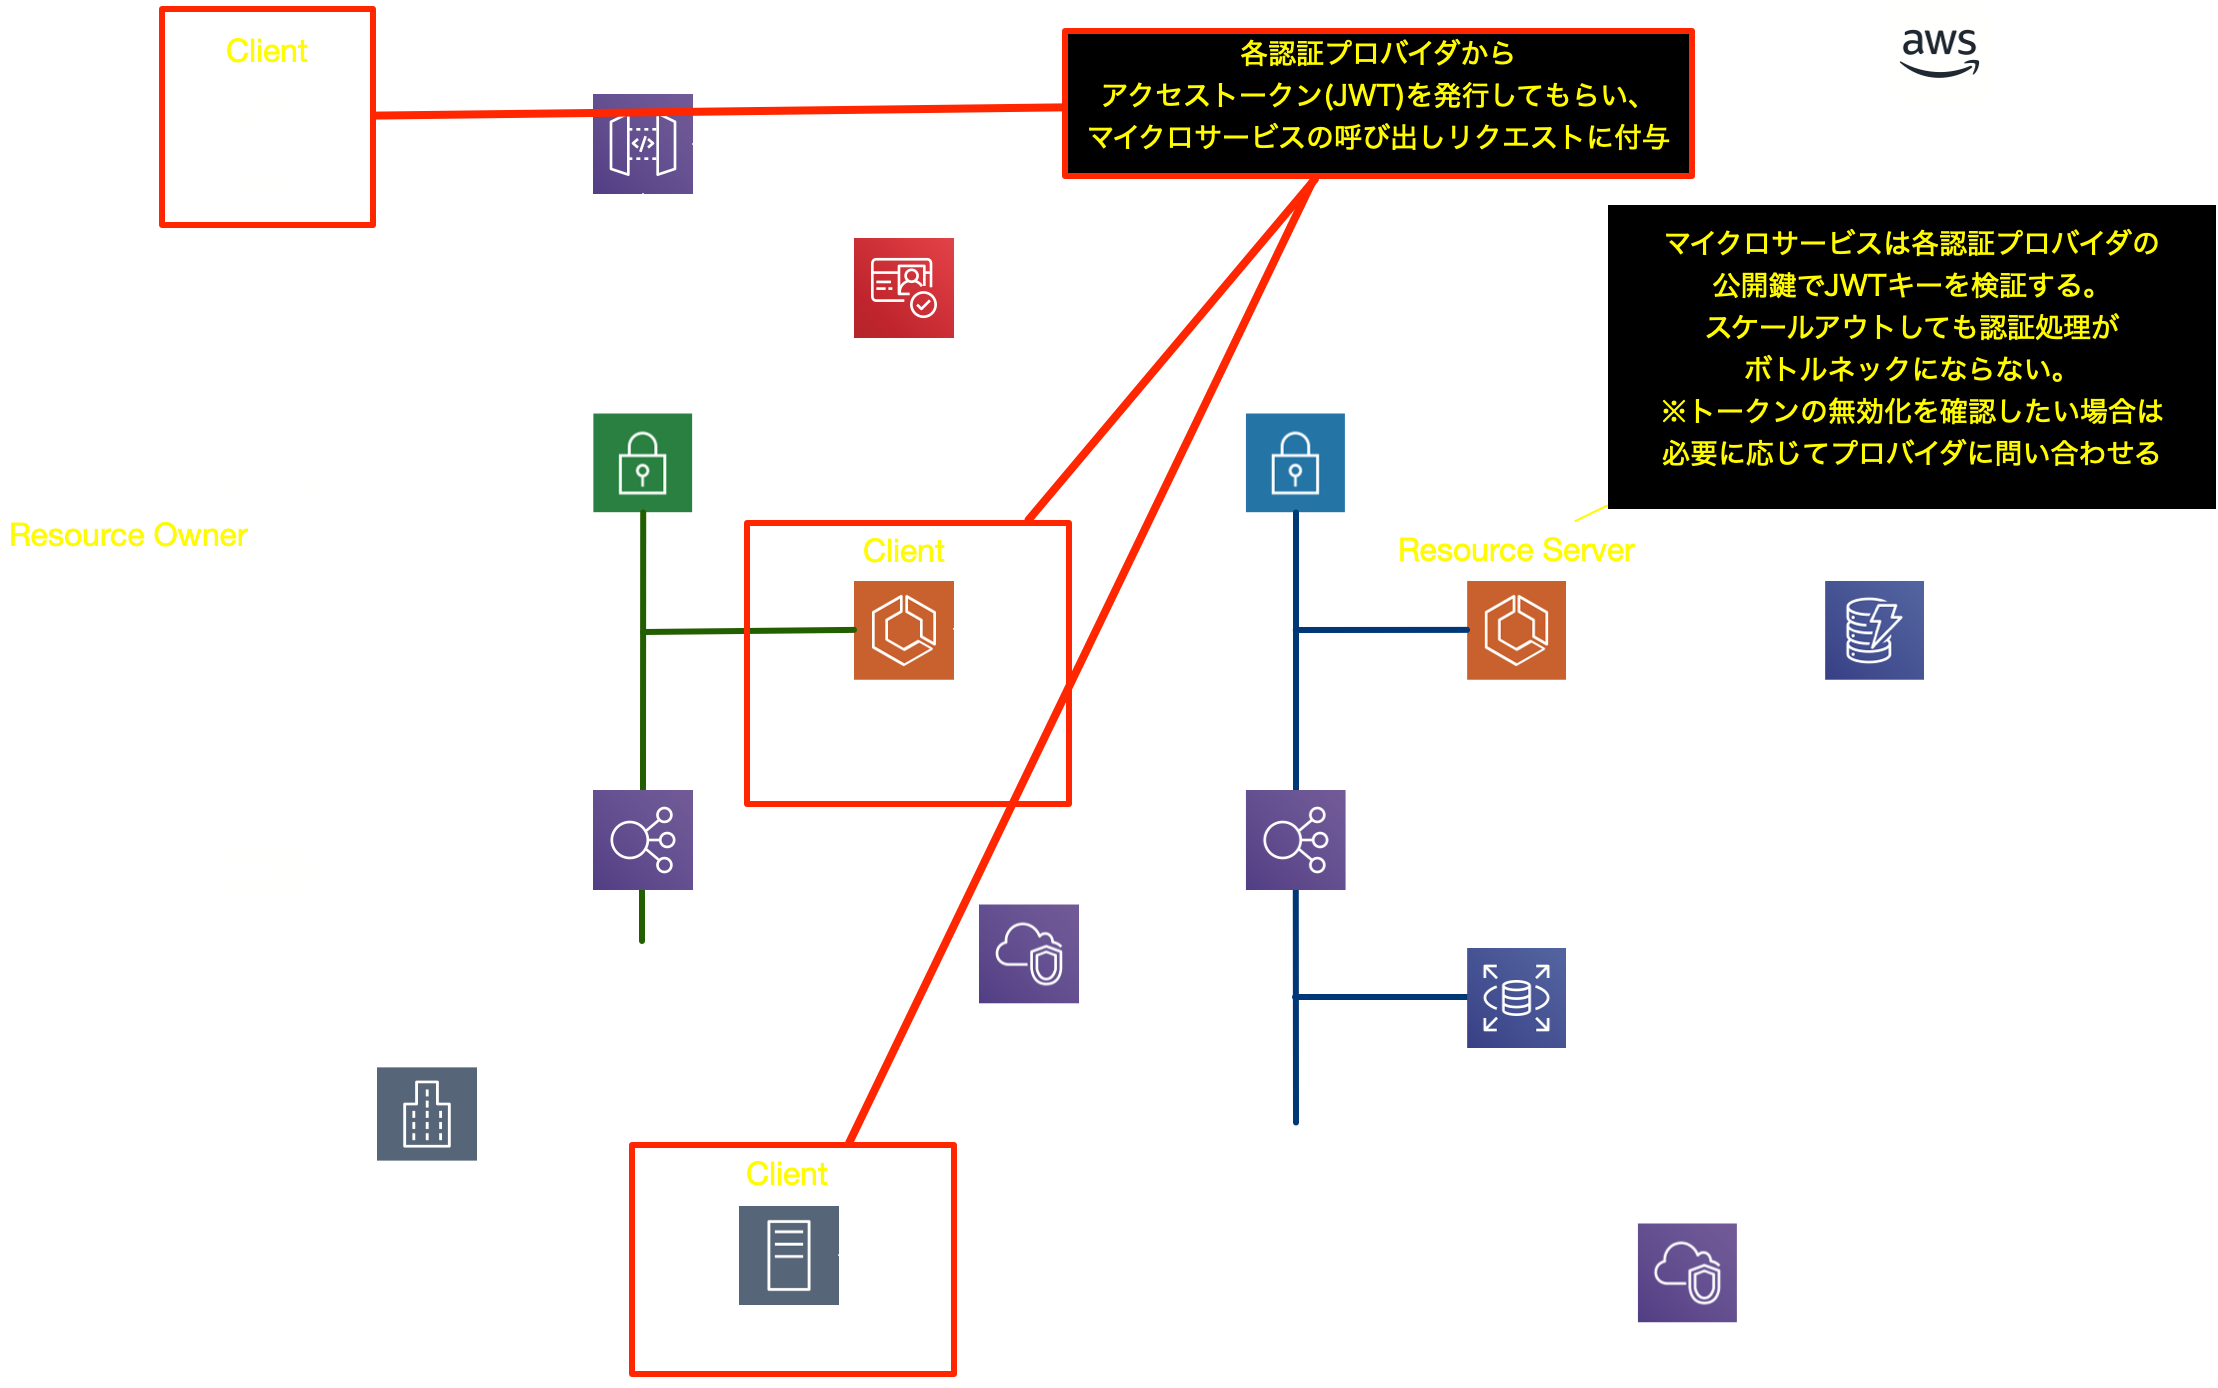 Client
各認証プロバイダから
アクセストークン(JWT)を発行してもらい、
マイクロサービスの呼び出しリクエストに付与
aws
マイクロサービスは各認証プロバイダの
公開鍵でJWTキーを検証する。
スケールアウトしても認証処理が
ボトルネックにならない。
※トークンの無効化を確認したい場合は
必要に応じてプロバイダに問い合わせる
Resource Owner
Client
Resource Server
Client